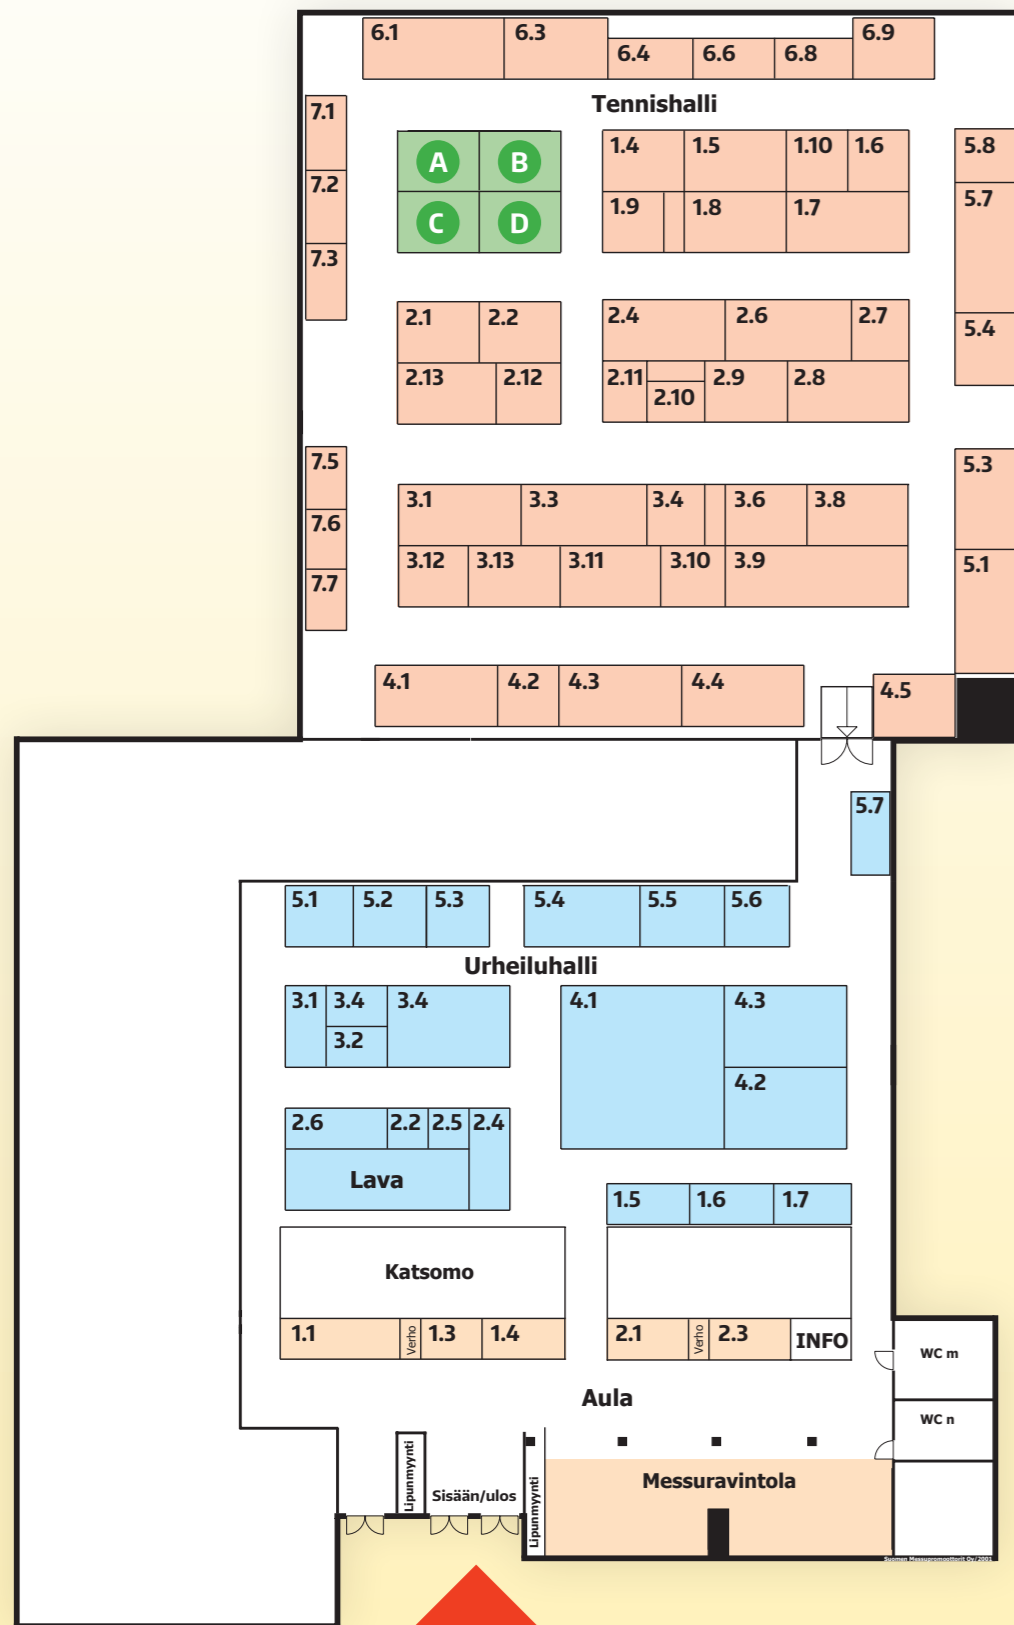 6.1 6.3 6.4 6.6 6.8 6.9
Tennishalli
7.1
7.2
7.3
A B
C D
1.4 1.5 1.10 1.6
1.9 1.8 1.7
5.8
5.7
5.4
2.1 2.2
2.13 2.12
2.4 2.6 2.7
2.11 2.10 2.9 2.8
7.5
7.6
7.7
3.1 3.3 3.4 3.6 3.8
3.12 3.13 3.11 3.10 3.9
5.3
5.1
4.1 4.2 4.3 4.4
4.5
5.7
5.1 5.2 5.3 5.4 5.5 5.6
Urheiluhalli
3.1 3.4 3.4
3.2
4.1 4.3
4.2
2.6 2.2 2.5 2.4
Lava
1.5 1.6 1.7
Katsomo
1.1 Verho 1.3 1.4
2.1 Verho 2.3 INFO
WC m
Aula
WC n
Lipunmyynti
Sisään/ulos
Lipunmyynti
Messuravintola
Suomen Messupromoottorit Oy/2001